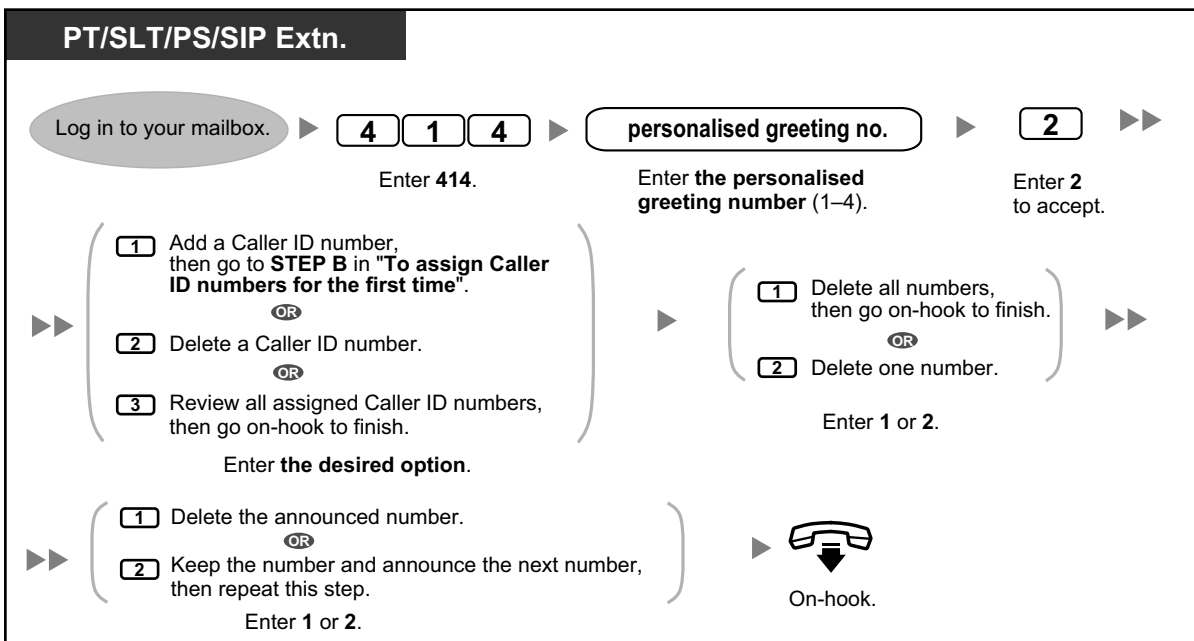 PT/SLT/PS/SIP Extn.
Log in to your mailbox.
4 1 4
personalised greeting no.
2
Enter 414.
Enter the personalised
greeting number (1–4).
Enter 2
to accept.
1 Add a Caller ID number,
then go to STEP B in "To assign Caller
ID numbers for the first time".
OR
2 Delete a Caller ID number.
OR
3 Review all assigned Caller ID numbers,
then go on-hook to finish.
Enter the desired option.
1 Delete all numbers,
then go on-hook to finish.
OR
2 Delete one number.
Enter 1 or 2.
1 Delete the announced number.
OR
2 Keep the number and announce the next number,
then repeat this step.
Enter 1 or 2.
On-hook.